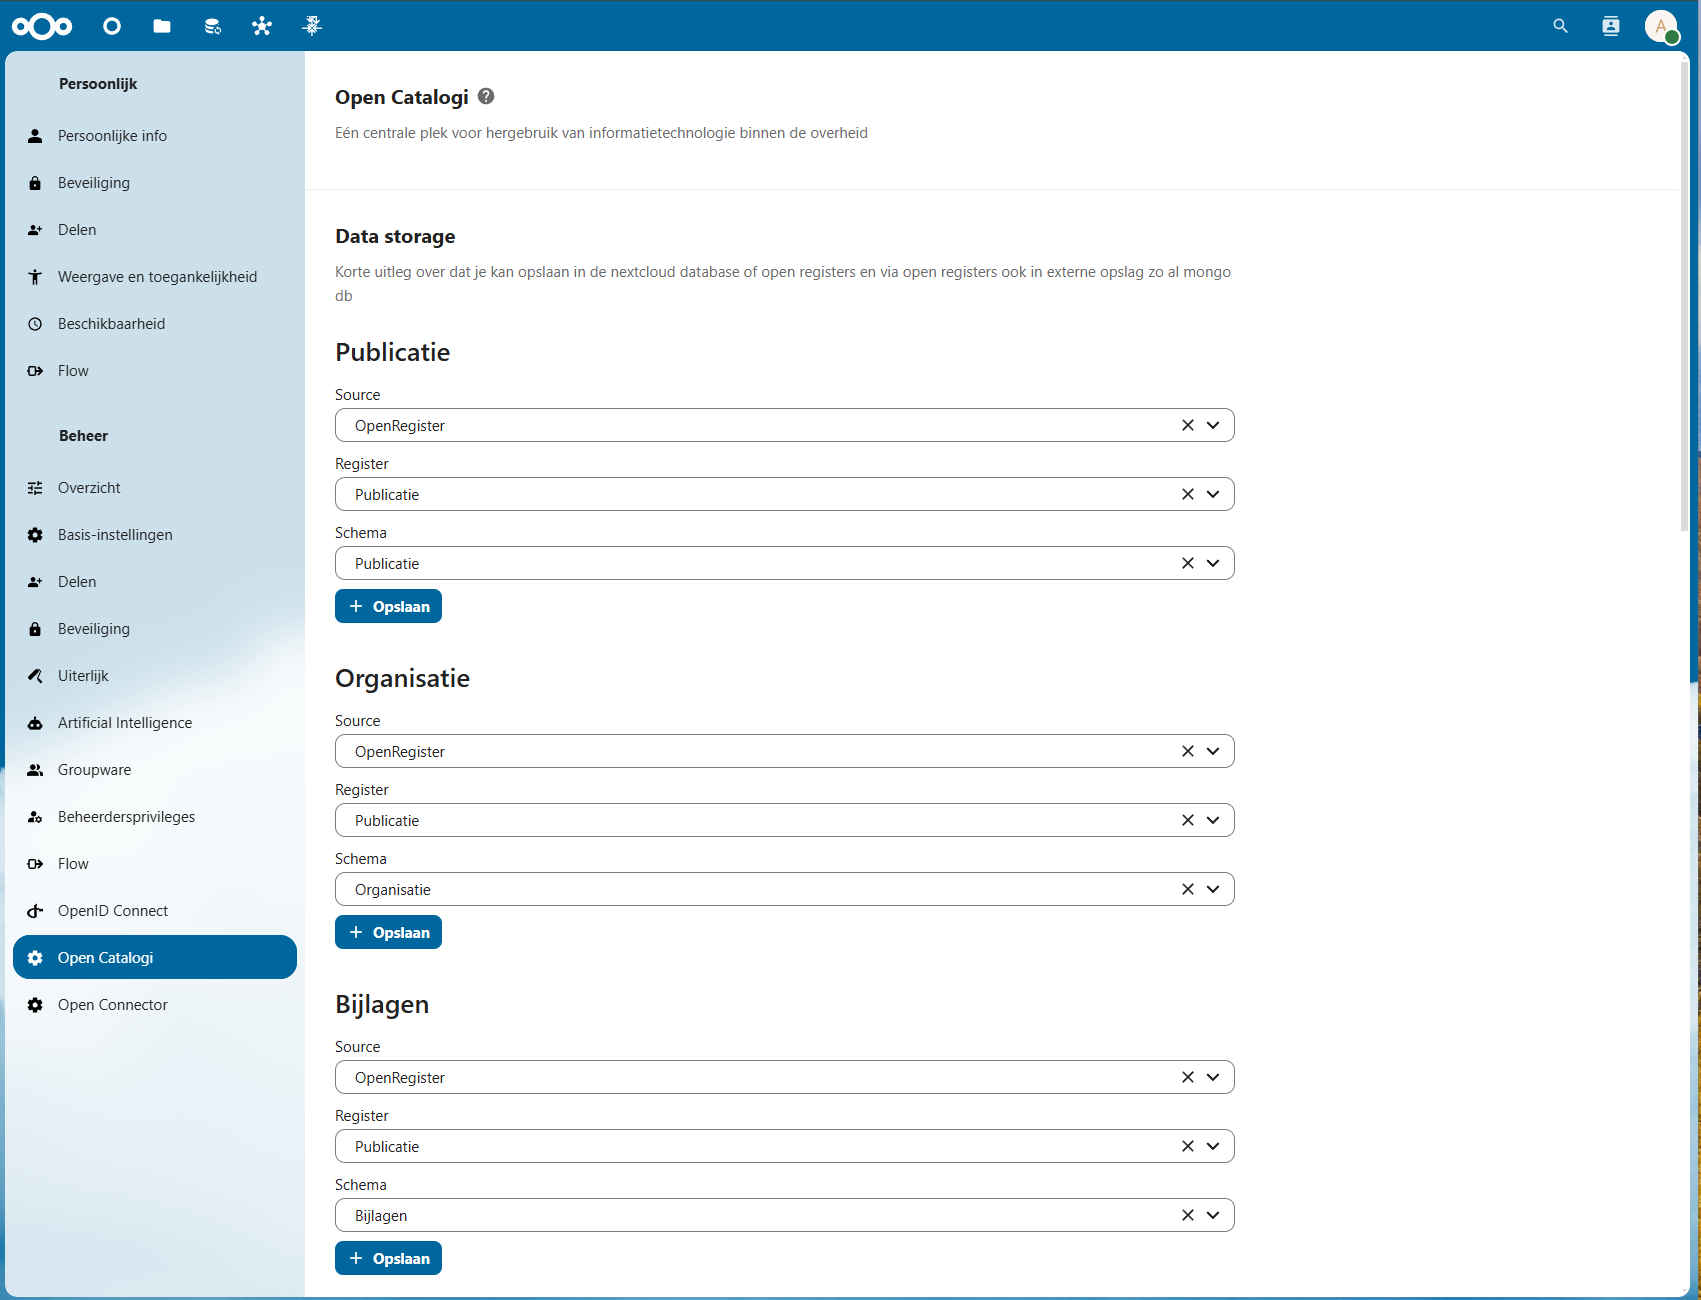 A
Persoonlijk
Persoonlijke info
Beveiliging
Delen
Weergave en toegankelijkheid
Beschikbaarheid
Flow
Beheer
Overzicht
Basis-instellingen
Delen
Beveiliging
Uiterlijk
Artificial Intelligence
Groupware
Beheerdersprivileges
Flow
OpenID Connect
Open Catalogi
Open Connector
Open Catalogi
Eén centrale plek voor hergebruik van informatietechnologie binnen de overheid
Data storage
Korte uitleg over dat je kan opslaan in de nextcloud database of open registers en via open registers ook in externe opslag zo al mongo
db
Publicatie
Source
OpenRegister
Register
Publicatie
Schema
Publicatie
Opslaan
Organisatie
Source
OpenRegister
Register
Publicatie
Schema
Organisatie
Opslaan
Bijlagen
Source
OpenRegister
Register
Publicatie
Schema
Bijlagen
Opslaan